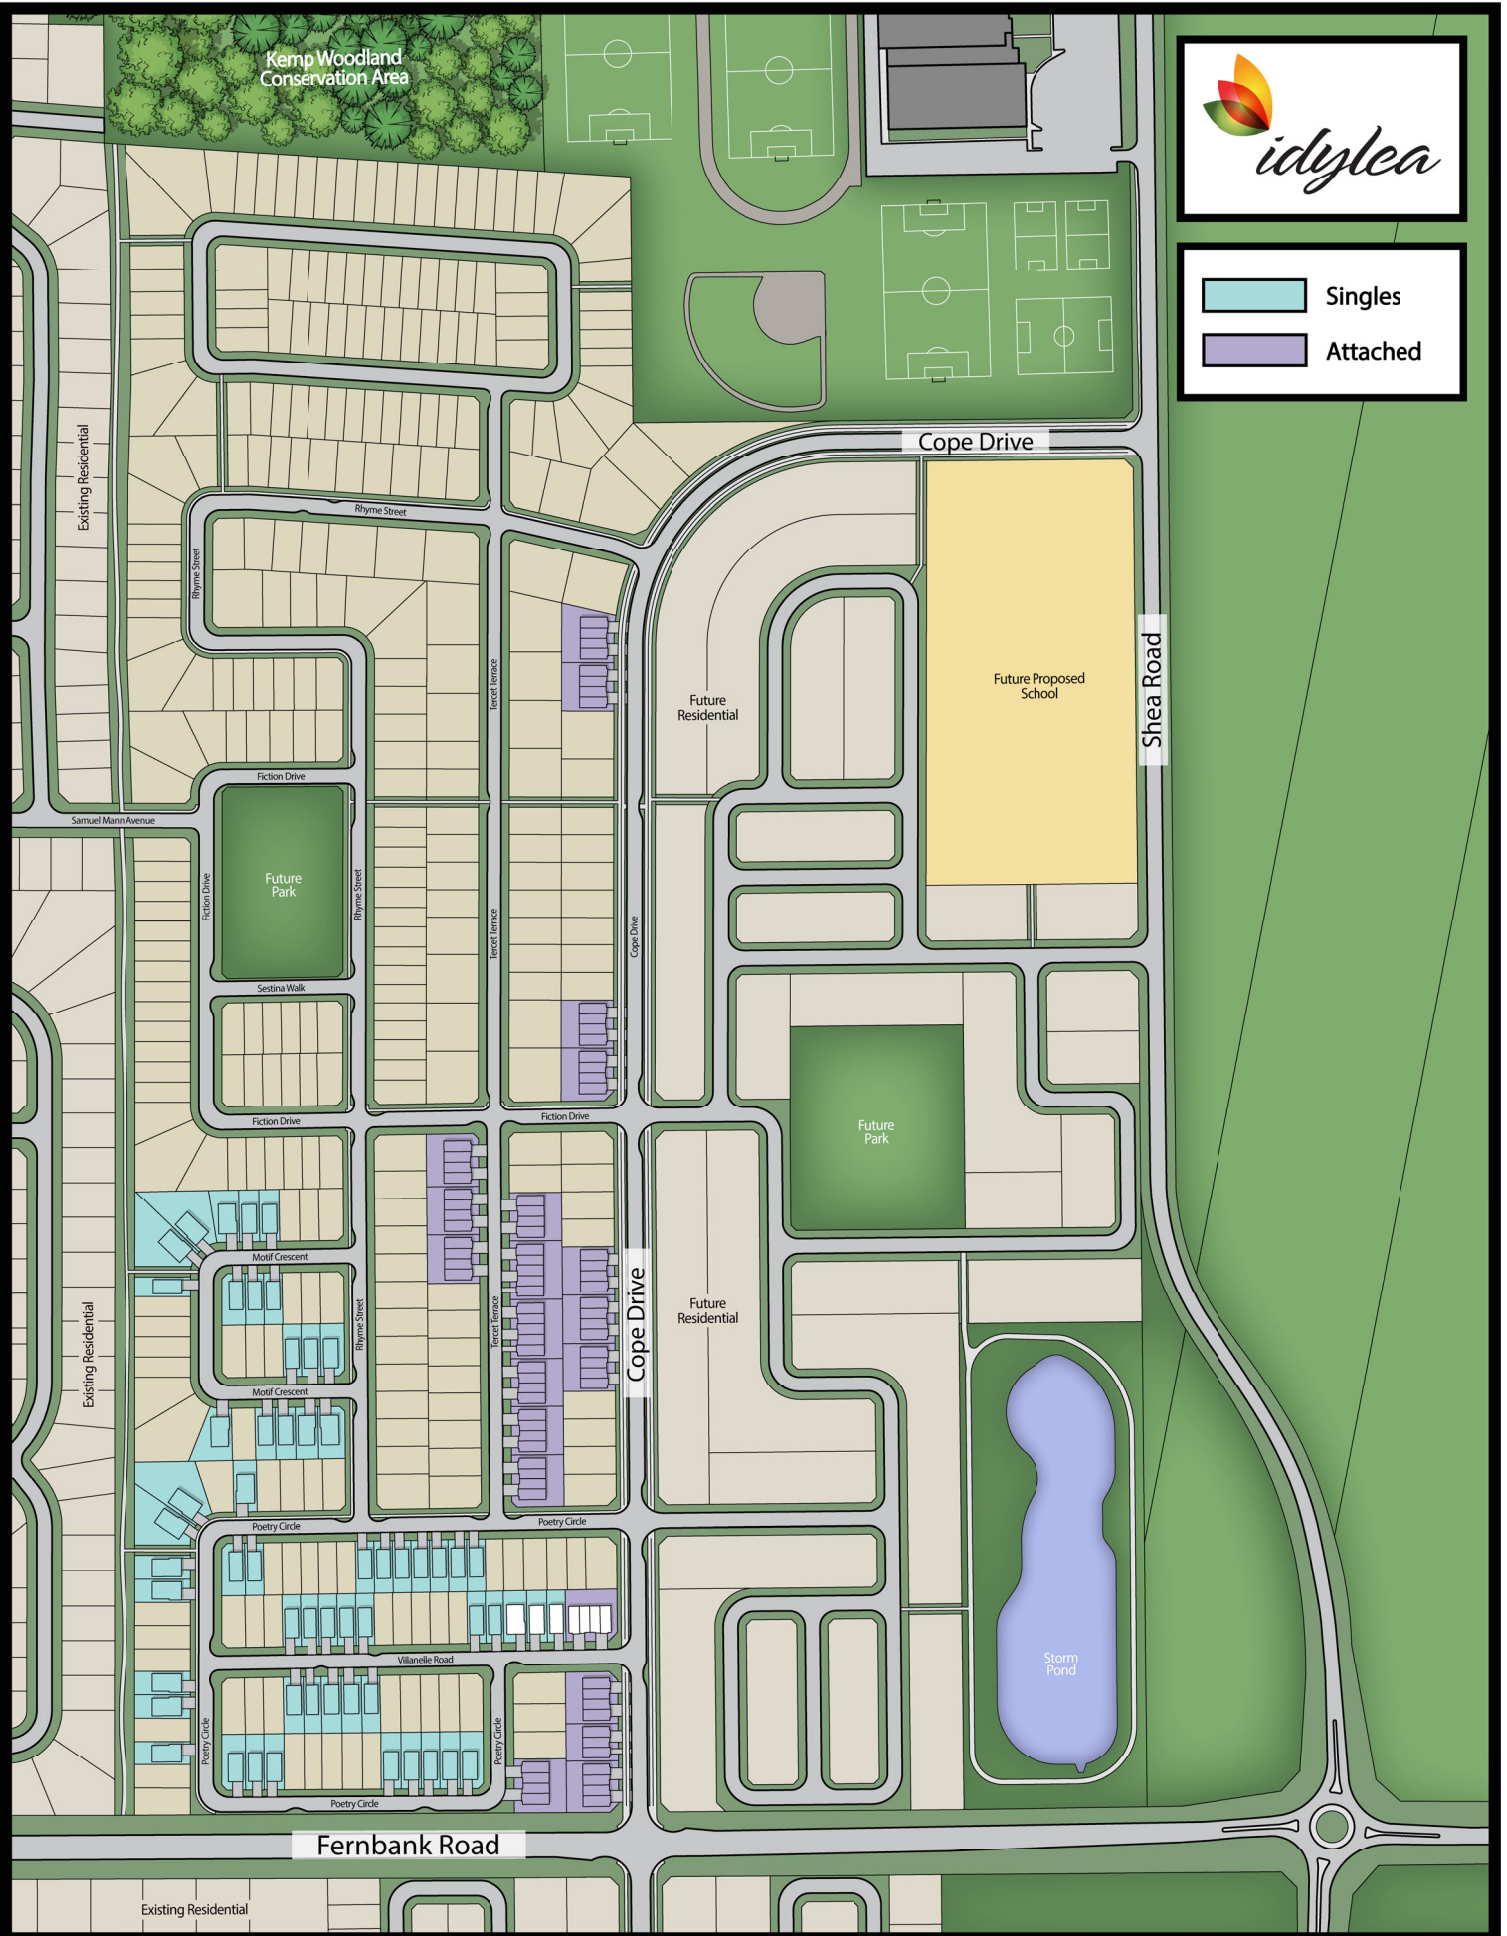 Kemp Woodland
Conservation Area
idylea
Singles
Attached
Cope Drive
Existing Residential
Rhyme Street
Rhyme Street
Tercet Terrace
Future
Residential
Future Proposed
School
Shea Road
Fiction Drive
Samuel Mann Avenue
Future
Park
Fiction Drive
Rhyme Street
Tercet Terrace
Cope Drive
Sestina Walk
Fiction Drive
Fiction Drive
Future
Park
Motif Crescent
Existing Residential
Rhyme Street
Tercet Terrace
Cope Drive
Future
Residential
Motif Crescent
Poetry Circle
Poetry Circle
Villanelle Road
Storm
Pond
Poetry Circle
Poetry Circle
Poetry Circle
Fernbank Road
Existing Residential